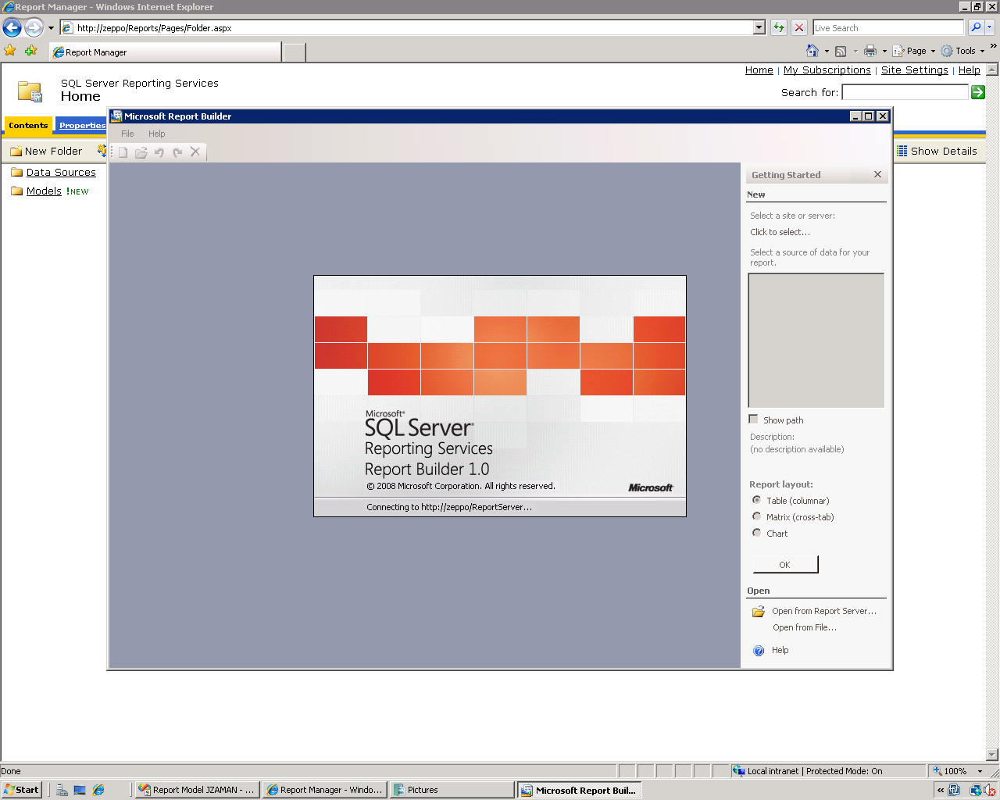 Report Manager - Windows Internet Explorer
http://zeppo/Reports/Pages/Folder.aspx
Live Search
Report Manager
Page
Tools
Home | My Subscriptions | Site Settings | Help
SQL Server Reporting Services
Home
Search for:
Contents
Properties
New Folder
Show Details
Data Sources
Models !NEW
Microsoft Report Builder
File Help
Getting Started
New
Select a site or server:
Click to select...
Select a source of data for your
report.
Show path
Description:
(no description available)
Report layout:
Table (columnar)
Matrix (cross-tab)
Chart
OK
Open
Open from Report Server...
Open from File...
Help
Microsoft®
SQL Server®
Reporting Services
Report Builder 1.0
© 2008 Microsoft Corporation. All rights reserved.
Microsoft
Connecting to http://zeppo/ReportServer...
Done
Local intranet | Protected Mode: On
100%
Start
Report Model JZAMAN - ...
Report Manager - Windo...
Pictures
Microsoft Report Buil...